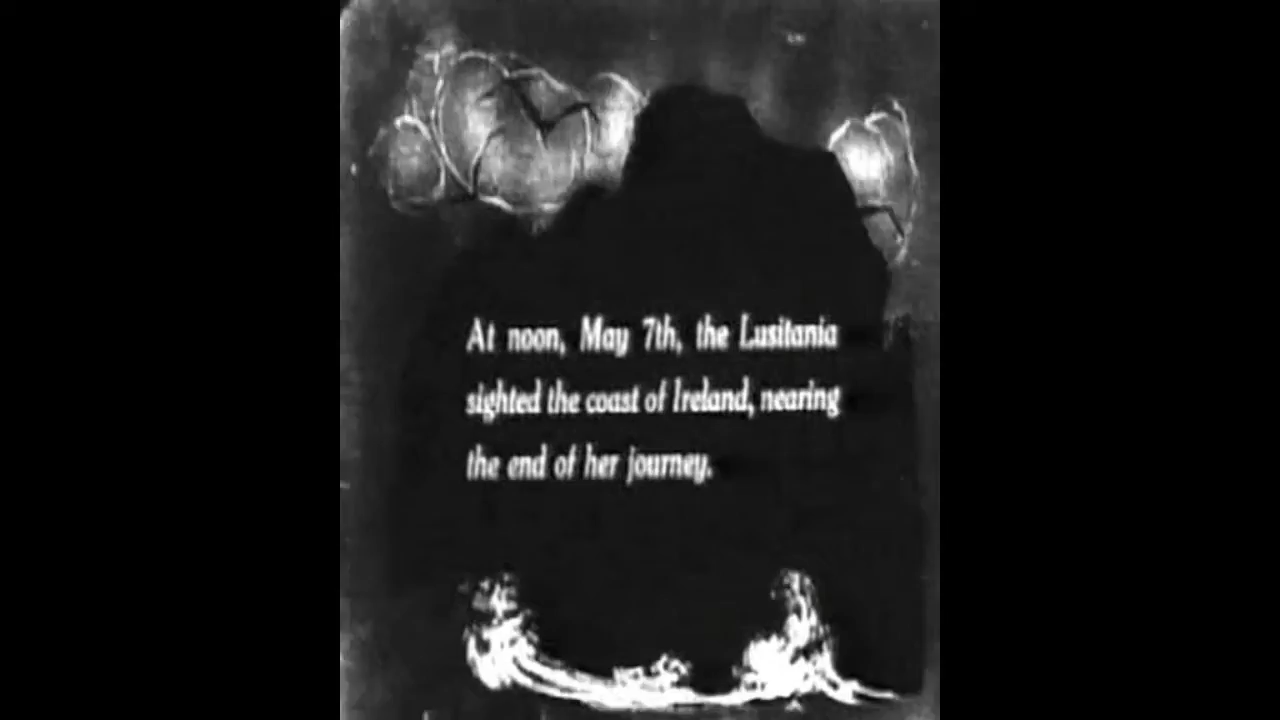 At noon, May 7th, the Lusitania
sighted the coast of Ireland, nearing
the end of her journey.